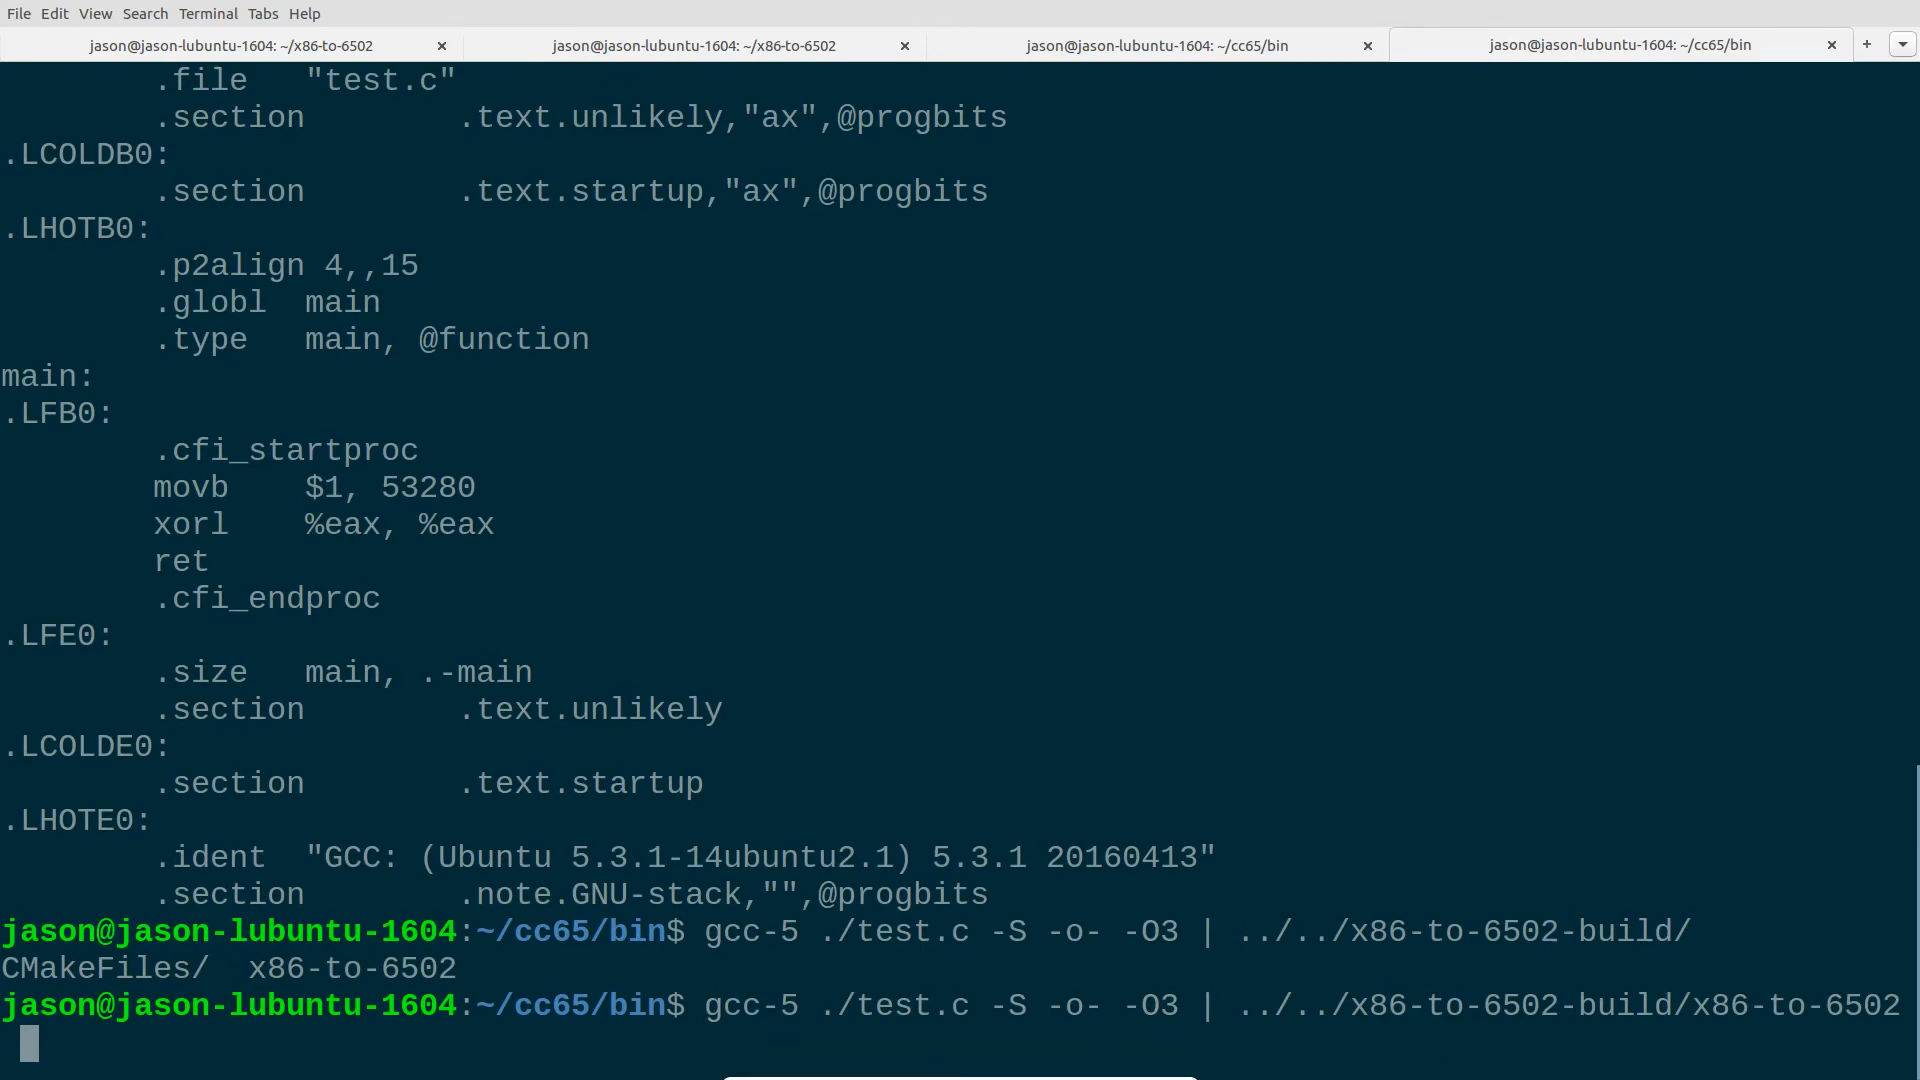 File Edit View Search Terminal Tabs Help
jason@jason-lubuntu-1604: ~/x86-to-6502 × jason@jason-lubuntu-1604: ~/x86-to-6502 × jason@jason-lubuntu-1604: ~/cc65/bin × jason@jason-lubuntu-1604: ~/cc65/bin ×
.file "test.c"
.section .text.unlikely,"ax",@progbits
.LCOLDB0:
.section .text.startup,"ax",@progbits
.LHOTB0:
.p2align 4,,15
.globl main
.type main, @function
main:
.LFB0:
.cfi_startproc
movb $1, 53280
xorl %eax, %eax
ret
.cfi_endproc
.LFE0:
.size main, .-main
.section .text.unlikely
.LCOLDE0:
.section .text.startup
.LHOTE0:
.ident "GCC: (Ubuntu 5.3.1-14ubuntu2.1) 5.3.1 20160413"
.section .note.GNU-stack,"",@progbits
jason@jason-lubuntu-1604:~/cc65/bin$ gcc-5 ./test.c -S -o- -O3 | ../../x86-to-6502-build/
CMakeFiles/ x86-to-6502
jason@jason-lubuntu-1604:~/cc65/bin$ gcc-5 ./test.c -S -o- -O3 | ../../x86-to-6502-build/x86-to-6502